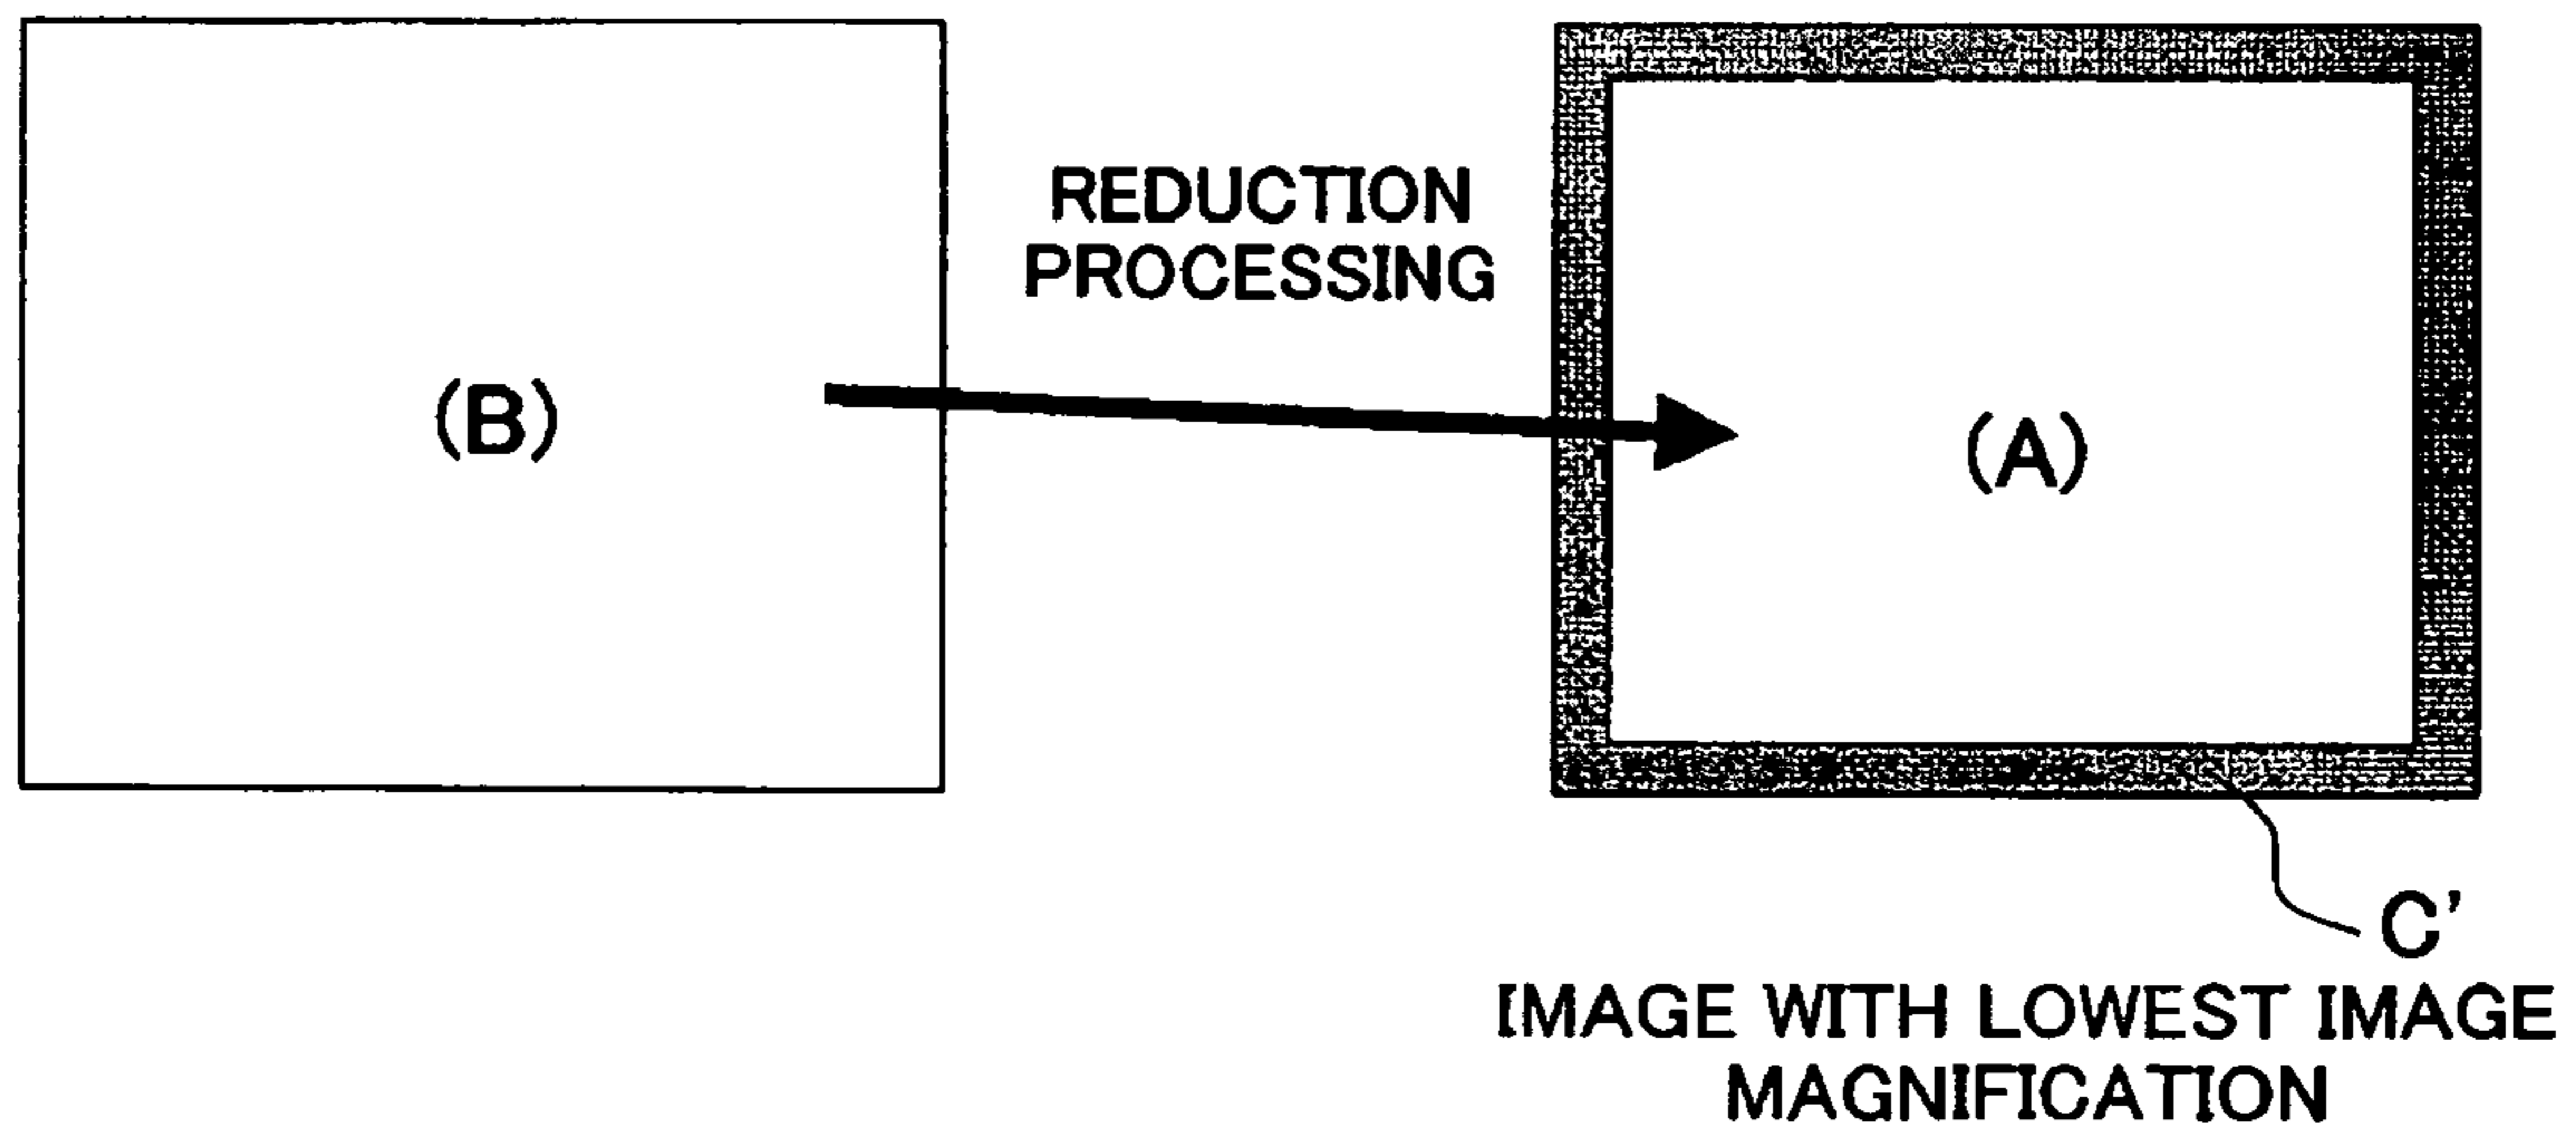 REDUCTION
PROCESSING
(B)
(A)
C'
IMAGE WITH LOWEST IMAGE
MAGNIFICATION